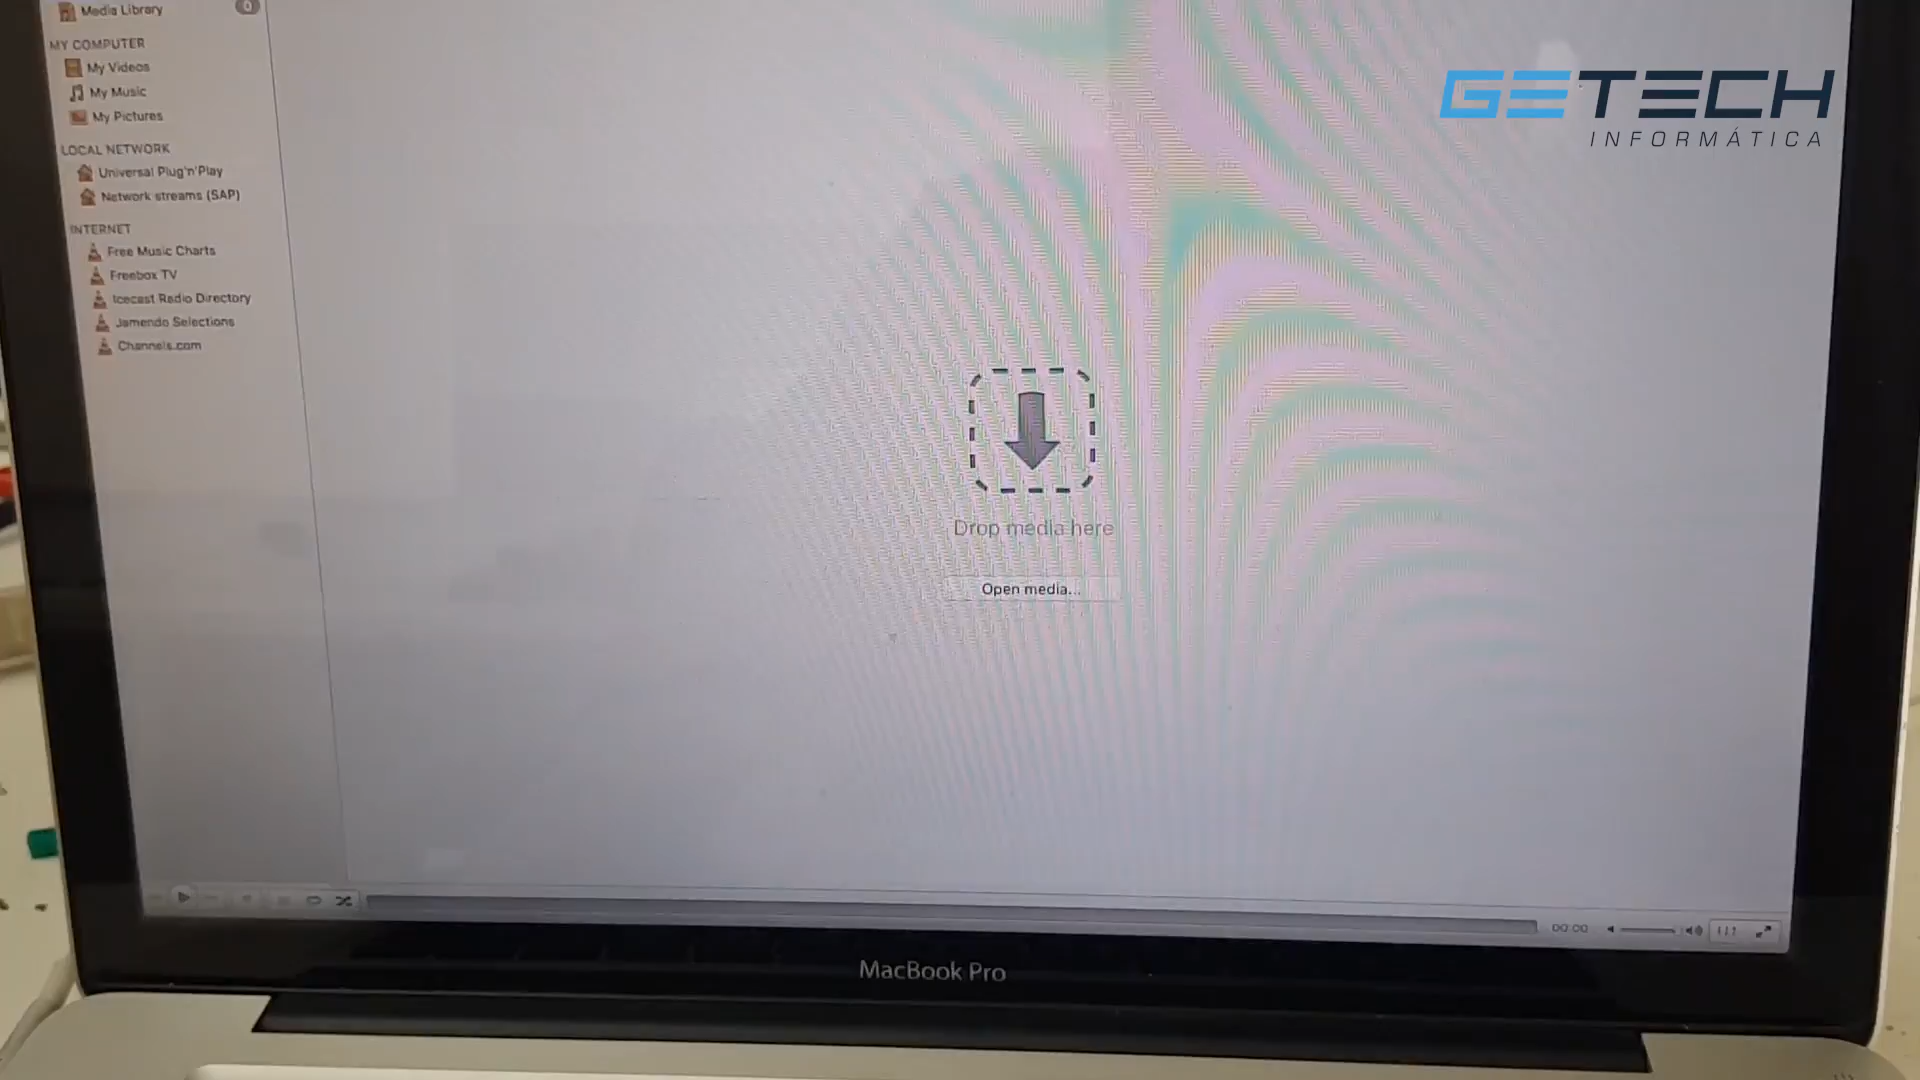 Media Library
0
MY COMPUTER
My Videos
My Music
My Pictures
LOCAL NETWORK
Universal Plug'n'Play
Network streams (SAP)
INTERNET
Free Music Charts
Freebox TV
Icecast Radio Directory
Jamendo Selections
Channels.com
GETECH
INFORMÁTICA
Drop media here
Open media...
00:00
MacBook Pro